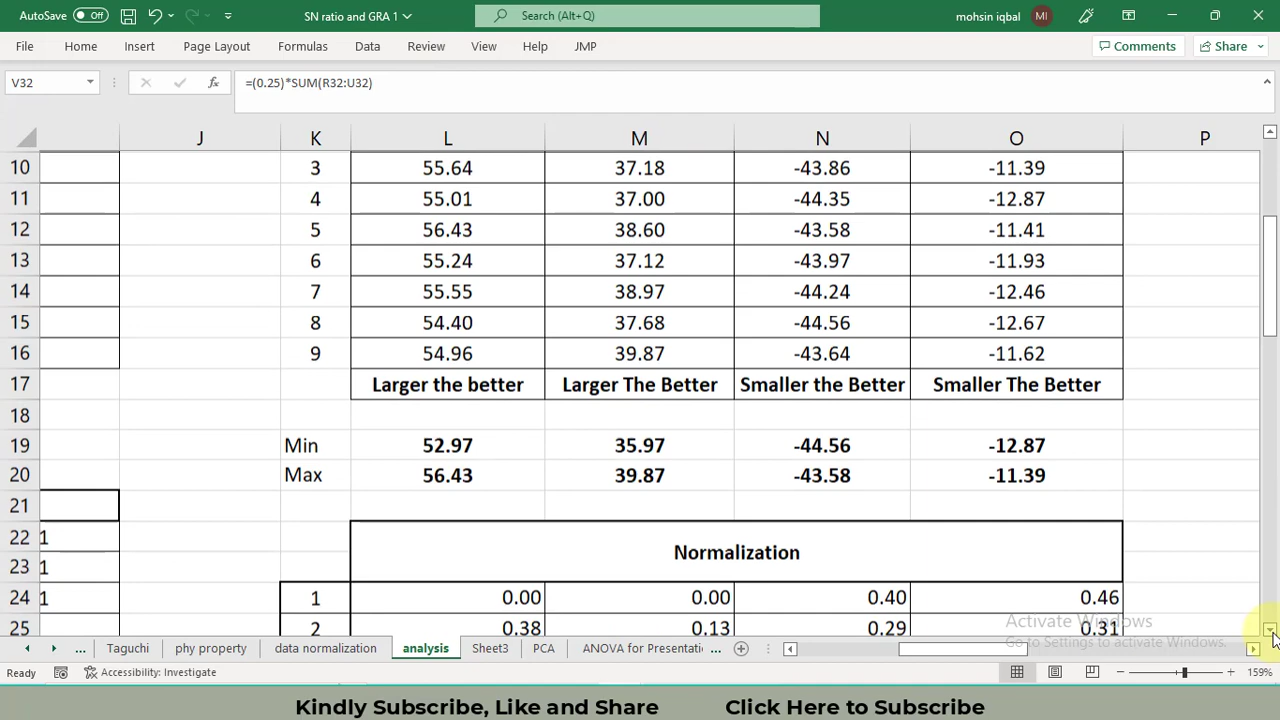 AutoSave Off SN ratio and GRA 1 Search (Alt+Q) mohsin iqbal MI
File Home Insert Page Layout Formulas Data Review View Help JMP Comments Share
V32 fx =(0.25)*SUM(R32:U32)
J K L M N O P
10 3 55.64 37.18 -43.86 -11.39
11 4 55.01 37.00 -44.35 -12.87
12 5 56.43 38.60 -43.58 -11.41
13 6 55.24 37.12 -43.97 -11.93
14 7 55.55 38.97 -44.24 -12.46
15 8 54.40 37.68 -44.56 -12.67
16 9 54.96 39.87 -43.64 -11.62
17 Larger the better Larger The Better Smaller the Better Smaller The Better
18
19 Min 52.97 35.97 -44.56 -12.87
20 Max 56.43 39.87 -43.58 -11.39
21
22 1
Normalization
23 1
24 1 1 0.00 0.00 0.40 0.46
25 2 0.38 0.13 0.29 0.31
Activate Windows
Go to Settings to activate Windows.
... Taguchi phy property data normalization analysis Sheet3 PCA ANOVA for Presentati ...
Ready Accessibility: Investigate 159%
Kindly Subscribe, Like and Share Click Here to Subscribe